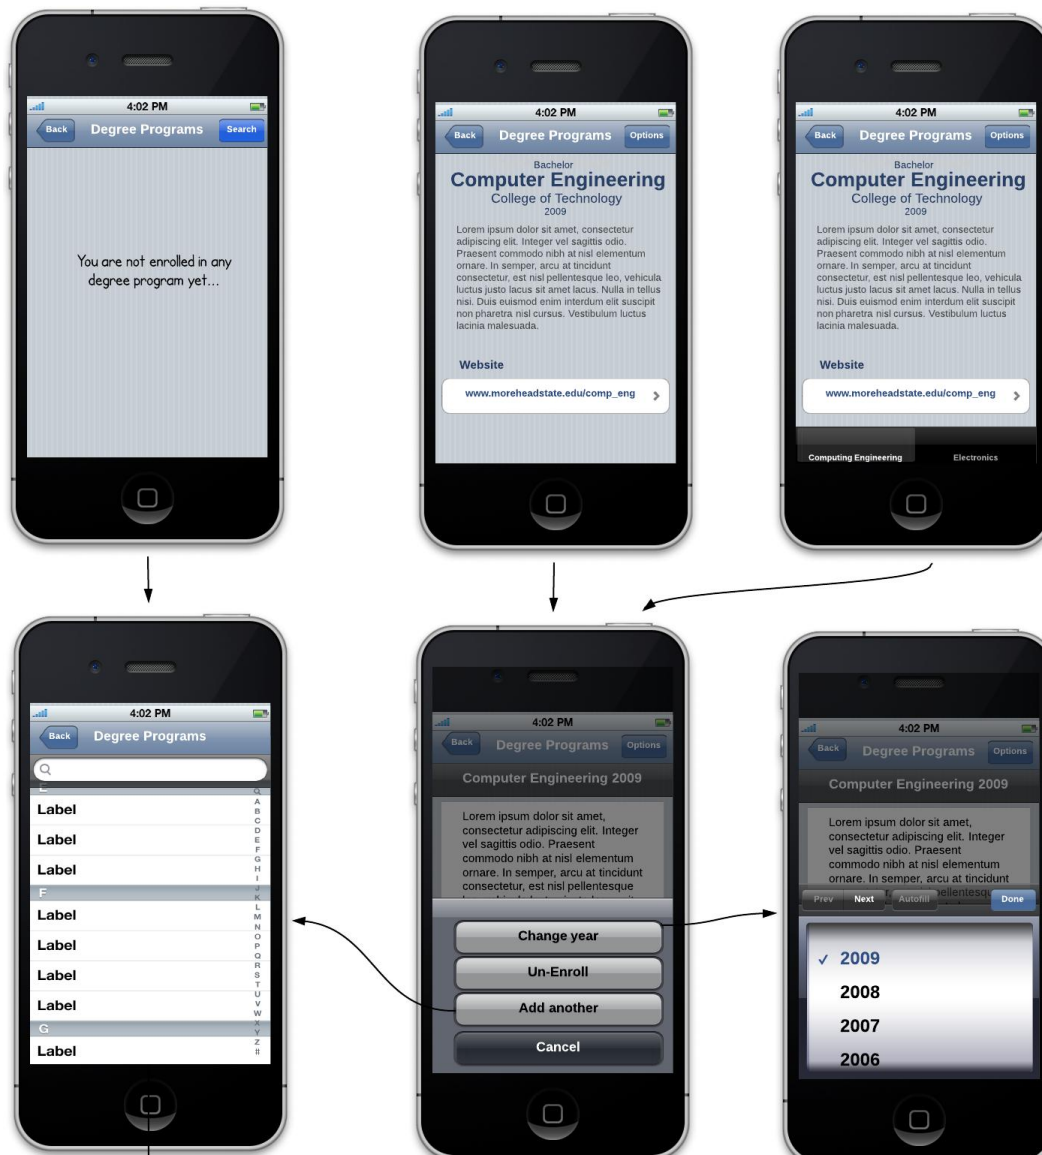 4:02 PM
Back
Degree Programs
Search
You are not enrolled in any
degree program yet...
4:02 PM
Back
Degree Programs
Options
Bachelor
Computer Engineering
College of Technology
2009
Lorem ipsum dolor sit amet, consectetur
adipiscing elit. Integer vel sagittis odio.
Praesent commodo nibh at nisl elementum
ornare. In semper, arcu at tincidunt
consectetur, est nisl pellentesque leo, vehicula
luctus justo lacus sit amet lacus. Nulla in tellus
nisi. Duis euismod enim interdum elit suscipit
non pharetra nisl cursus. Vestibulum luctus
lacinia malesuada.
Website
www.moreheadstate.edu/comp_eng
4:02 PM
Back
Degree Programs
Options
Bachelor
Computer Engineering
College of Technology
2009
Lorem ipsum dolor sit amet, consectetur
adipiscing elit. Integer vel sagittis odio.
Praesent commodo nibh at nisl elementum
ornare. In semper, arcu at tincidunt
consectetur, est nisl pellentesque leo, vehicula
luctus justo lacus sit amet lacus. Nulla in tellus
nisi. Duis euismod enim interdum elit suscipit
non pharetra nisl cursus. Vestibulum luctus
lacinia malesuada.
Website
www.moreheadstate.edu/comp_eng
Computing Engineering
Electronics
4:02 PM
Back
Degree Programs
E
Label
Label
Label
F
Label
Label
Label
Label
G
Label
A
B
C
D
E
F
G
H
I
J
K
L
M
N
O
P
Q
R
S
T
U
V
W
X
Y
Z
#
4:02 PM
Back
Degree Programs
Options
Computer Engineering 2009
Lorem ipsum dolor sit amet,
consectetur adipiscing elit. Integer
vel sagittis odio. Praesent
commodo nibh at nisl elementum
ornare. In semper, arcu at tincidunt
consectetur, est nisl pellentesque
Change year
Un-Enroll
Add another
Cancel
4:02 PM
Back
Degree Programs
Options
Computer Engineering 2009
Lorem ipsum dolor sit amet,
consectetur adipiscing elit. Integer
vel sagittis odio. Praesent
commodo nibh at nisl elementum
ornare. In semper, arcu at tincidunt
Prev
Next
Autofill
Done
✓ 2009
2008
2007
2006